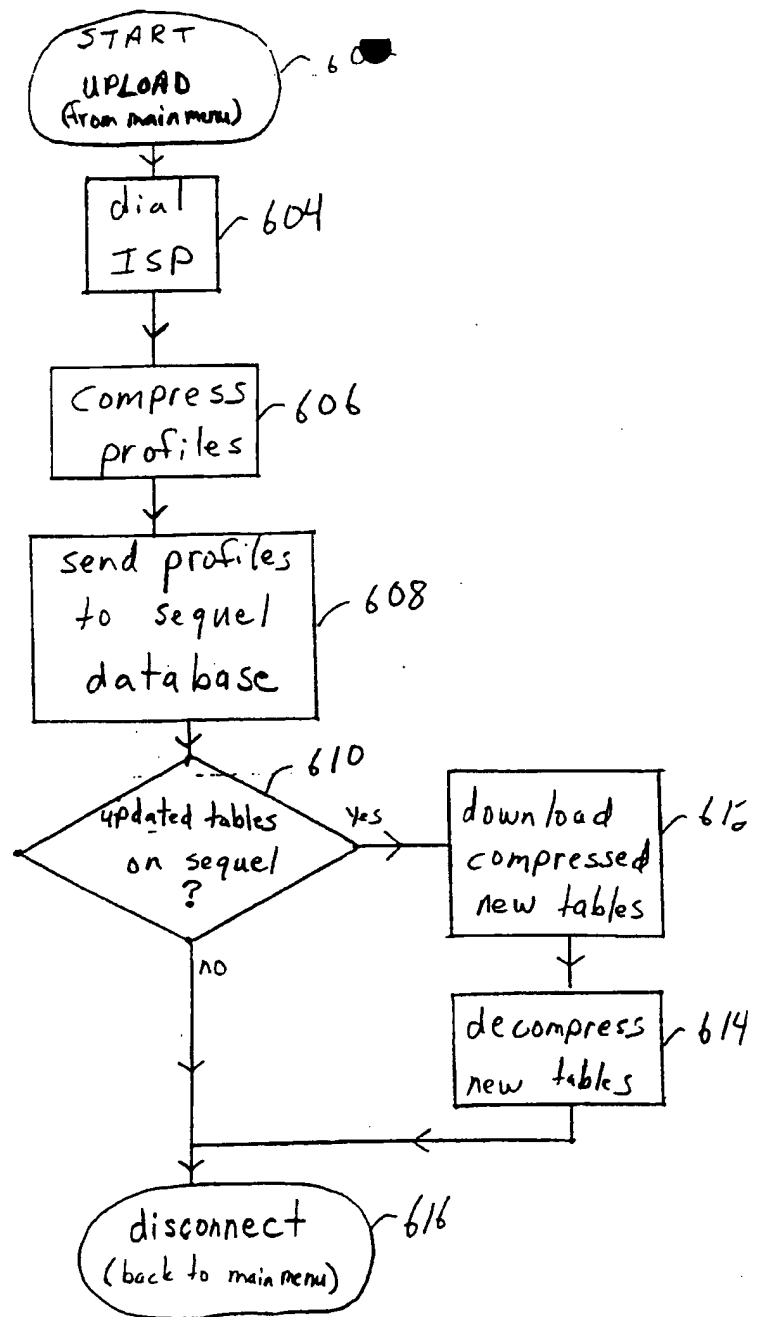 START
UPLOAD
(from main menu)
dial
ISP
604
compress
profiles
606
send profiles
to sequel
database
608
610
updated tables
on sequel
?
yes
download
compressed
new tables
no
decompress
new tables
614
disconnect
(back to main menu)
616